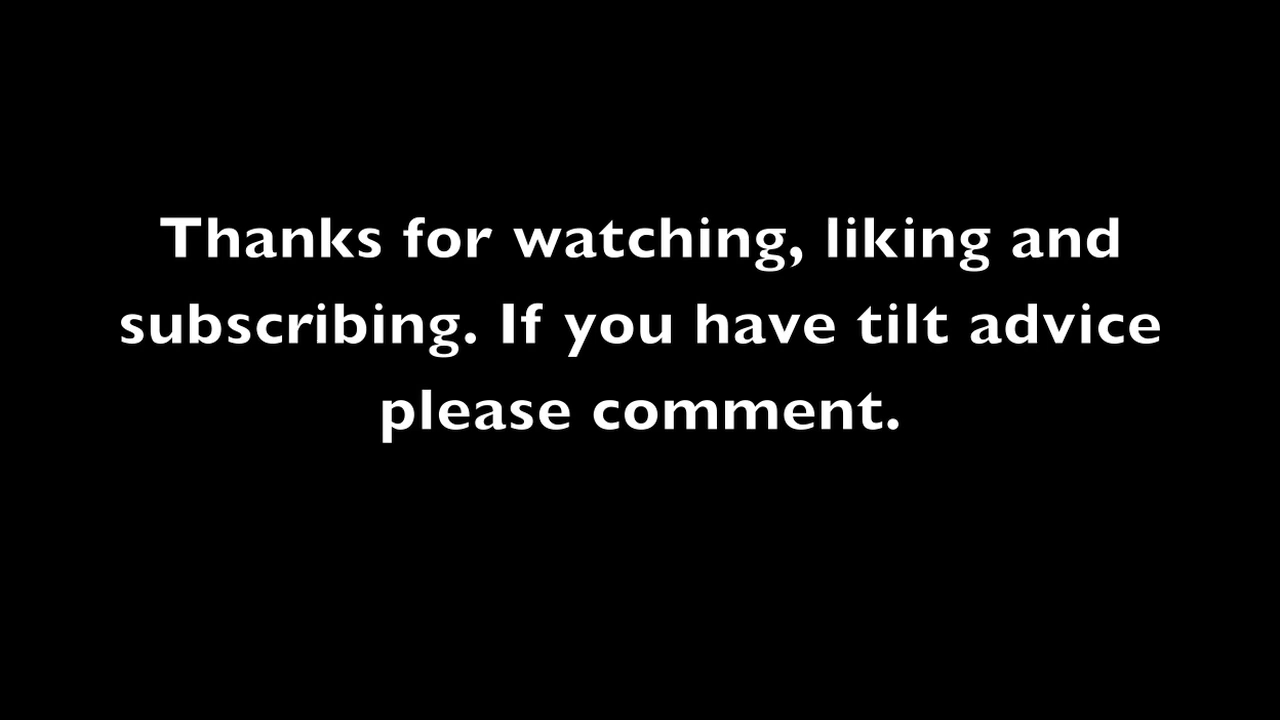 Thanks for watching, liking and
subscribing. If you have tilt advice
please comment.